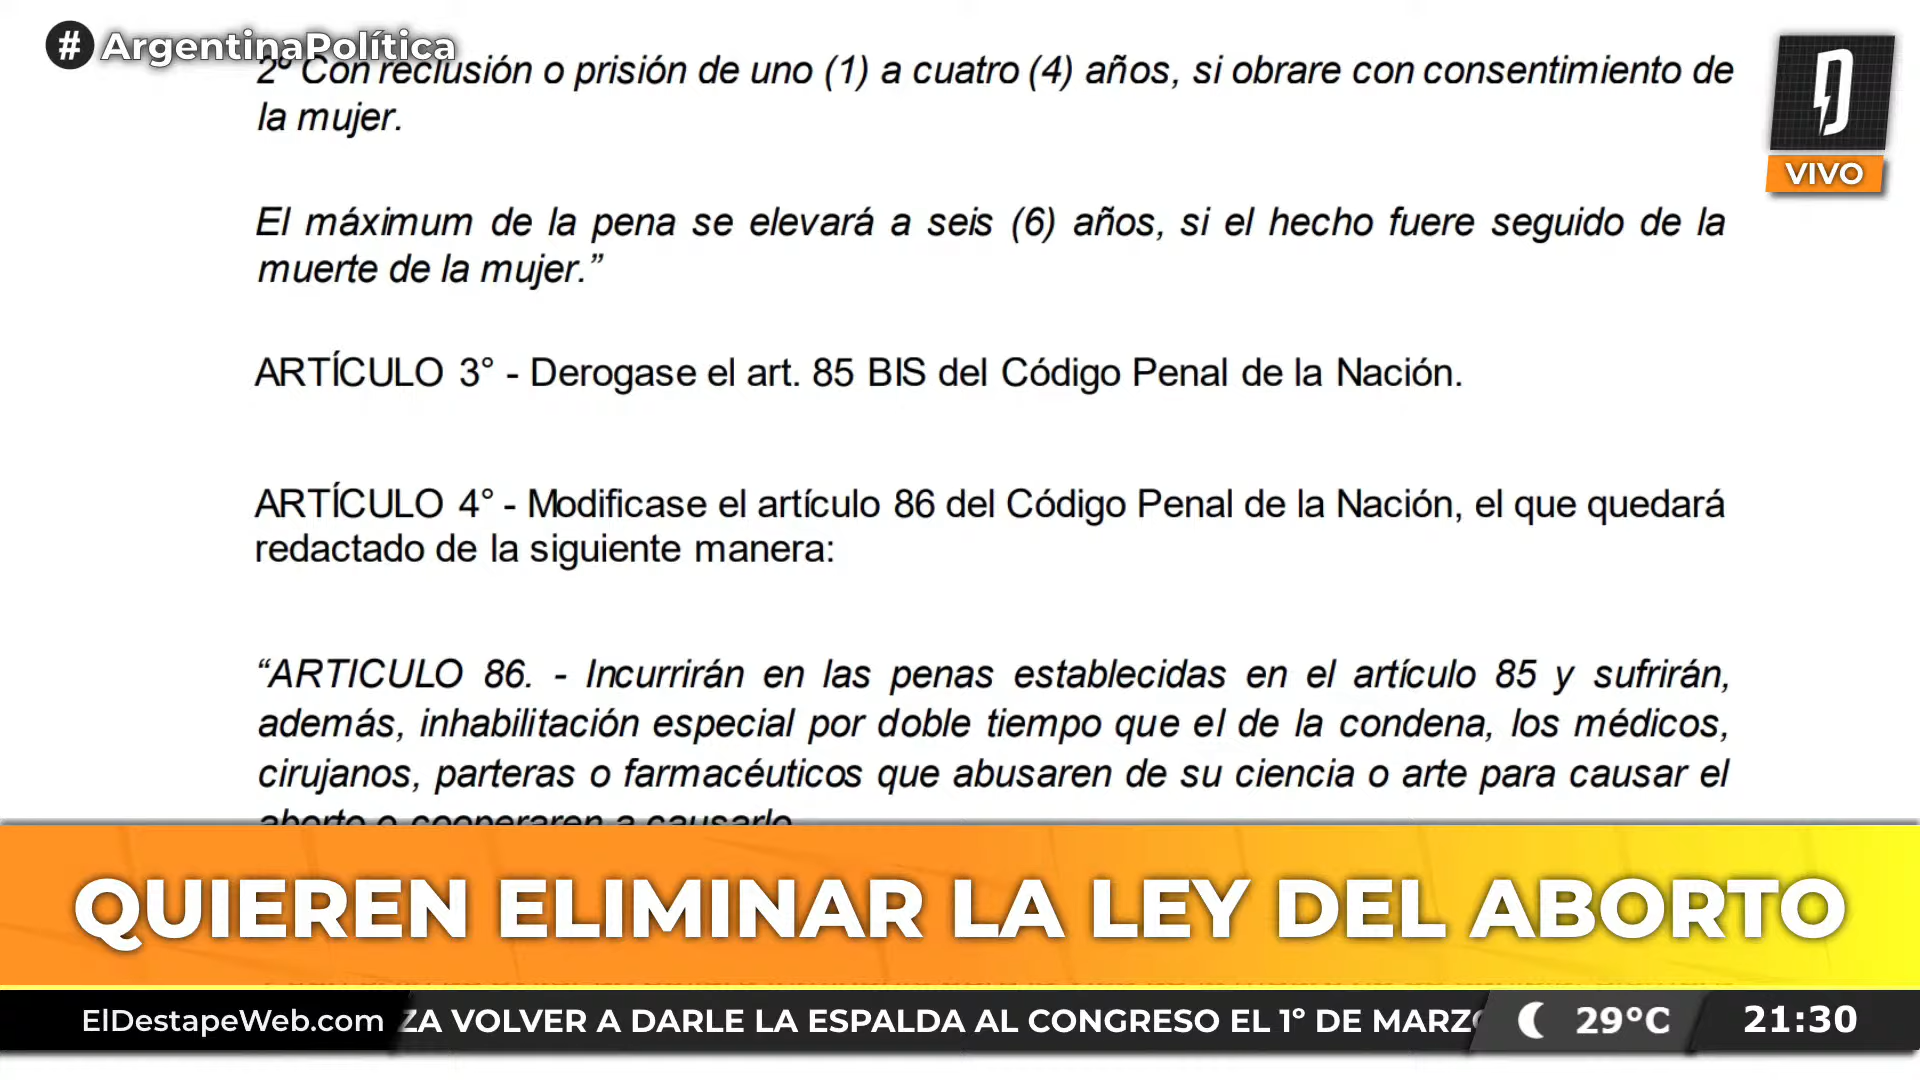 # ArgentinaPolítica
2º Con reclusión o prisión de uno (1) a cuatro (4) años, si obrare con consentimiento de
la mujer.
VIVO
El máximum de la pena se elevará a seis (6) años, si el hecho fuere seguido de la
muerte de la mujer.”
ARTÍCULO 3° - Derogase el art. 85 BIS del Código Penal de la Nación.
ARTÍCULO 4° - Modificase el artículo 86 del Código Penal de la Nación, el que quedará
redactado de la siguiente manera:
“ARTICULO 86. - Incurrirán en las penas establecidas en el artículo 85 y sufrirán,
además, inhabilitación especial por doble tiempo que el de la condena, los médicos,
cirujanos, parteras o farmacéuticos que abusaren de su ciencia o arte para causar el
aborto o cooperaren a causarlo
QUIEREN ELIMINAR LA LEY DEL ABORTO
ElDestapeWeb.com ZA VOLVER A DARLE LA ESPALDA AL CONGRESO EL 1º DE MARZO 29°C 21:30